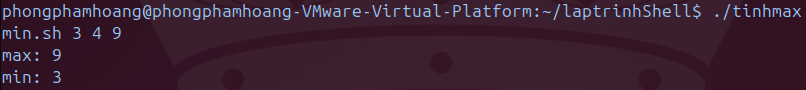 phongphamhoang@phongphamhoang-VMware-Virtual-Platform:~/laptrinhShell$ ./tinhmax
min.sh 3 4 9
max: 9
min: 3